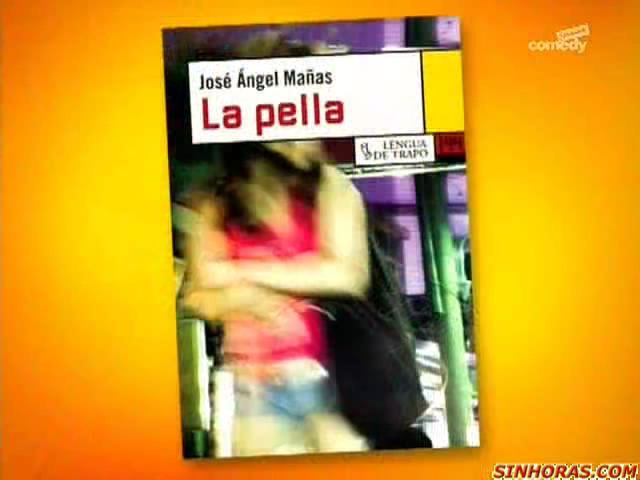 José Ángel Mañas
La pella
LENGUA
DE TRAPO
comedy
SINHORAS.COM